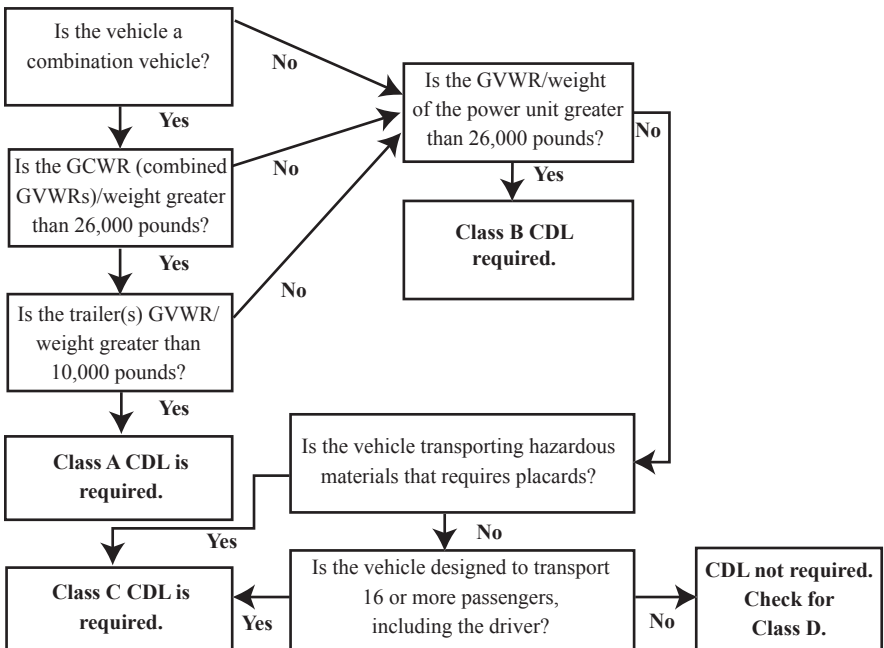 Is the vehicle a
combination vehicle?
No
Yes
Is the GVWR/weight
of the power unit greater
than 26,000 pounds?
No
Yes
Class B CDL
required.
Is the GCWR (combined
GVWRs)/weight greater
than 26,000 pounds?
No
Yes
Is the trailer(s) GVWR/
weight greater than
10,000 pounds?
No
Yes
Class A CDL is
required.
Is the vehicle transporting hazardous
materials that requires placards?
Yes
No
Class C CDL is
required.
Is the vehicle designed to transport
16 or more passengers,
including the driver?
Yes
No
CDL not required.
Check for
Class D.